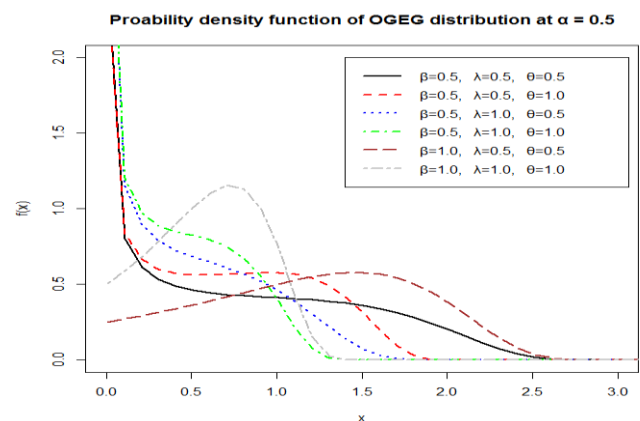 Proability density function of OGEG distribution at α = 0.5
f(x)
2.0
1.5
1.0
0.5
0.0
β=0.5, λ=0.5, θ=0.5
β=0.5, λ=0.5, θ=1.0
β=0.5, λ=1.0, θ=0.5
β=0.5, λ=1.0, θ=1.0
β=1.0, λ=0.5, θ=0.5
β=1.0, λ=1.0, θ=1.0
0.0 0.5 1.0 1.5 2.0 2.5 3.0
x